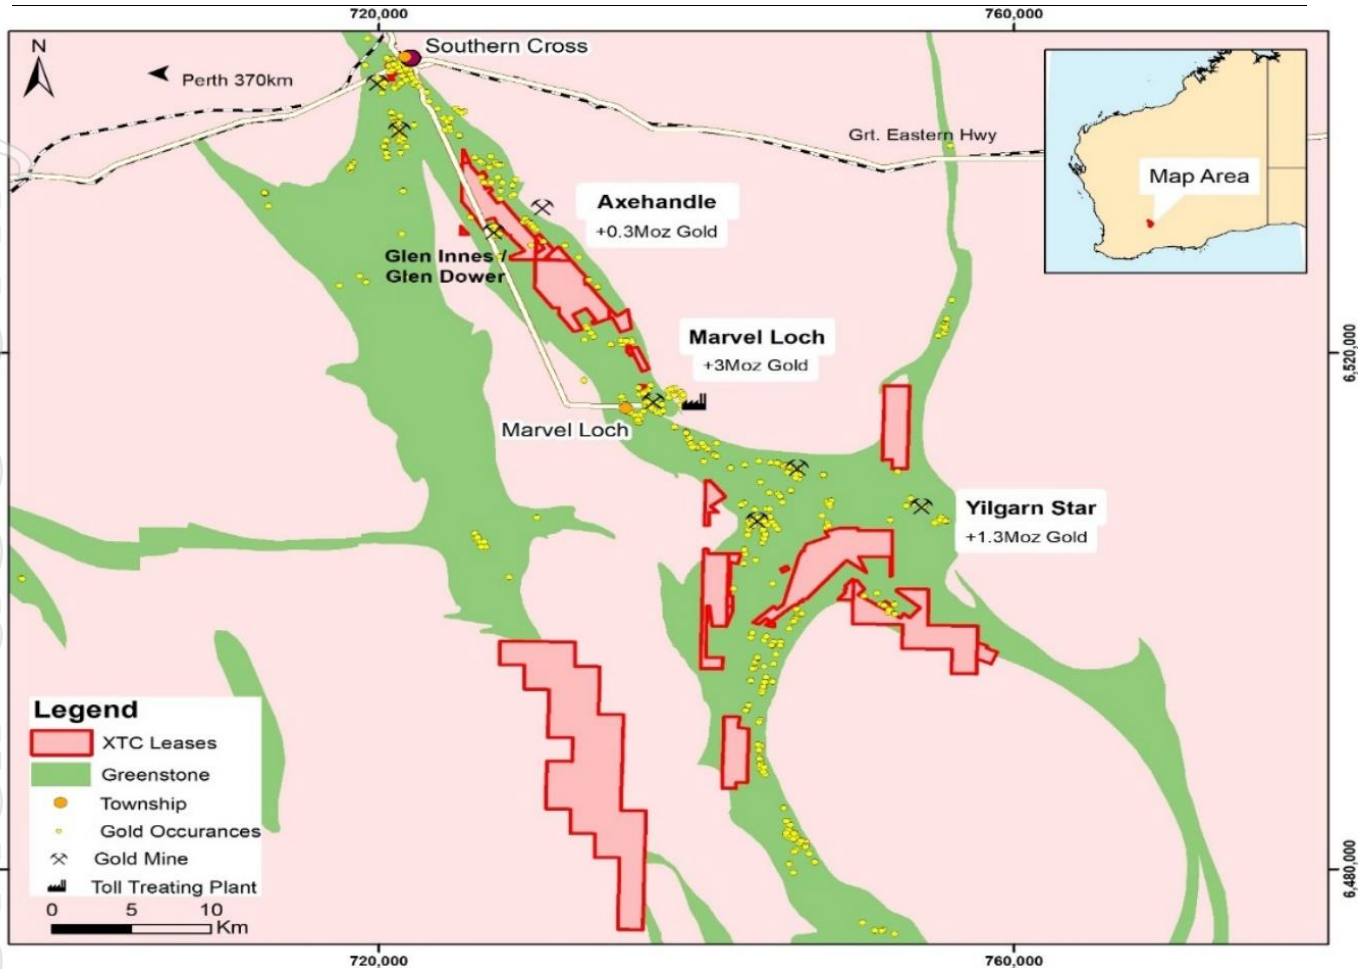 720,000
760,000
N
Southern Cross
Perth 370km
Grt. Eastern Hwy
Map Area
Axehandle
+0.3Moz Gold
Glen Innes /
Glen Dower
Marvel Loch
+3Moz Gold
6,520,000
Marvel Loch
Yilgarn Star
+1.3Moz Gold
Legend
XTC Leases
Greenstone
Township
Gold Occurances
Gold Mine
Toll Treating Plant
0 5 10
Km
6,480,000
720,000
760,000